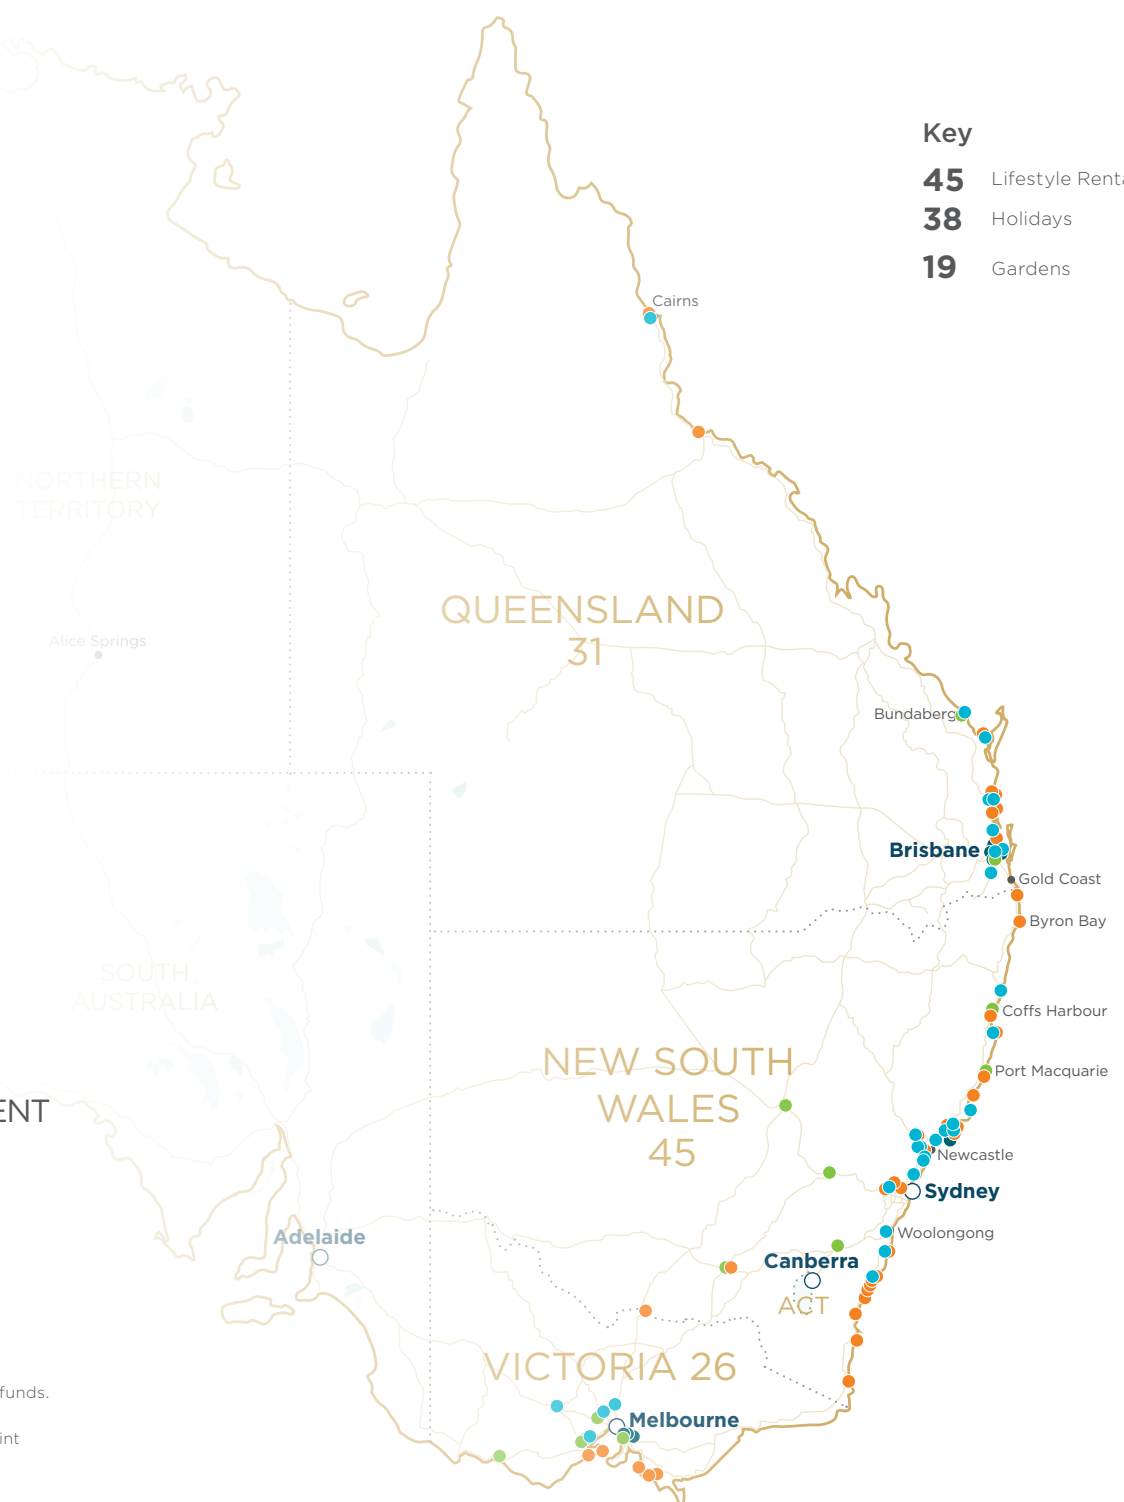 Key
45 Lifestyle Renta
38 Holidays
19 Gardens
Cairns
NORTHERN
TERRITORY
QUEENSLAND
31
Alice Springs
Bundaberg
Brisbane
Gold Coast
Byron Bay
SOUTH
AUSTRALIA
Coffs Harbour
NEW SOUTH
WALES
45
Port Macquarie
ENT
Newcastle
Sydney
Woolongong
Adelaide
Canberra
ACT
VICTORIA 26
funds.
Melbourne
int